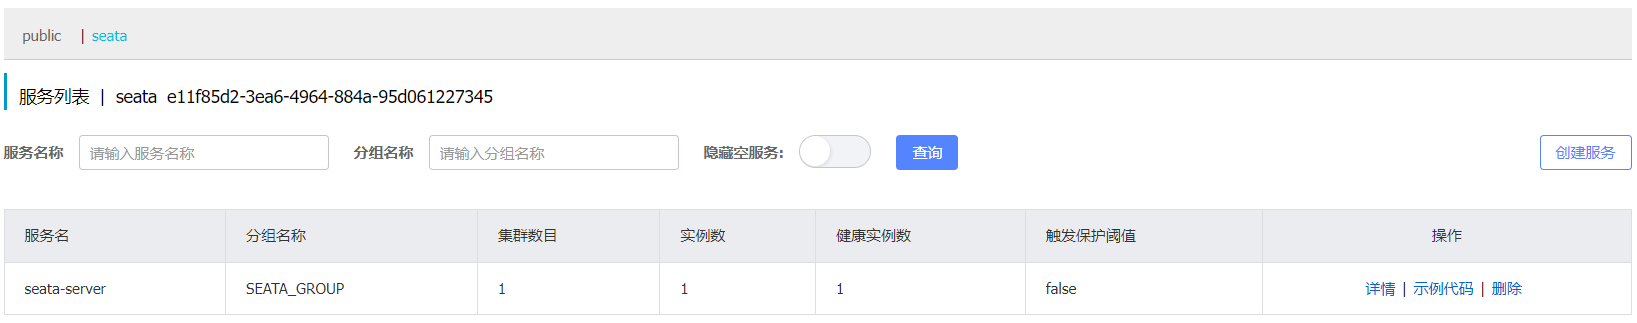 public | seata
服务列表 | seata e11f85d2-3ea6-4964-884a-95d061227345
服务名称 请输入服务名称 分组名称 请输入分组名称 隐藏空服务: 查询 创建服务
服务名 分组名称 集群数目 实例数 健康实例数 触发保护阈值 操作
seata-server SEATA_GROUP 1 1 1 false 详情 | 示例代码 | 删除